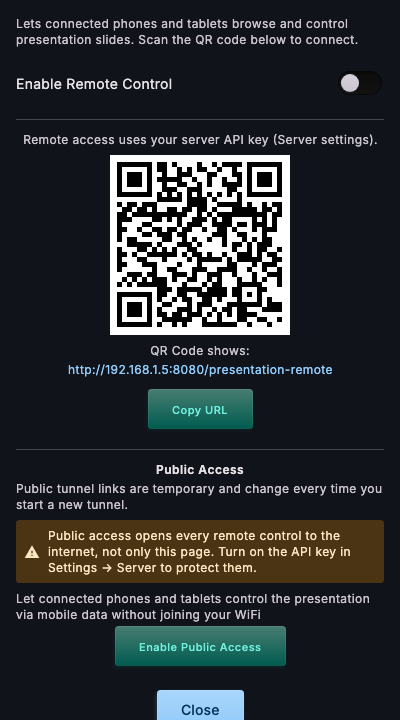 Lets connected phones and tablets browse and control
presentation slides. Scan the QR code below to connect.
Enable Remote Control
Remote access uses your server API key (Server settings).
QR Code shows:
http://192.168.1.5:8080/presentation-remote
Copy URL
Public Access
Public tunnel links are temporary and change every time you
start a new tunnel.
Public access opens every remote control to the
internet, not only this page. Turn on the API key in
Settings → Server to protect them.
Let connected phones and tablets control the presentation
via mobile data without joining your WiFi
Enable Public Access
Close